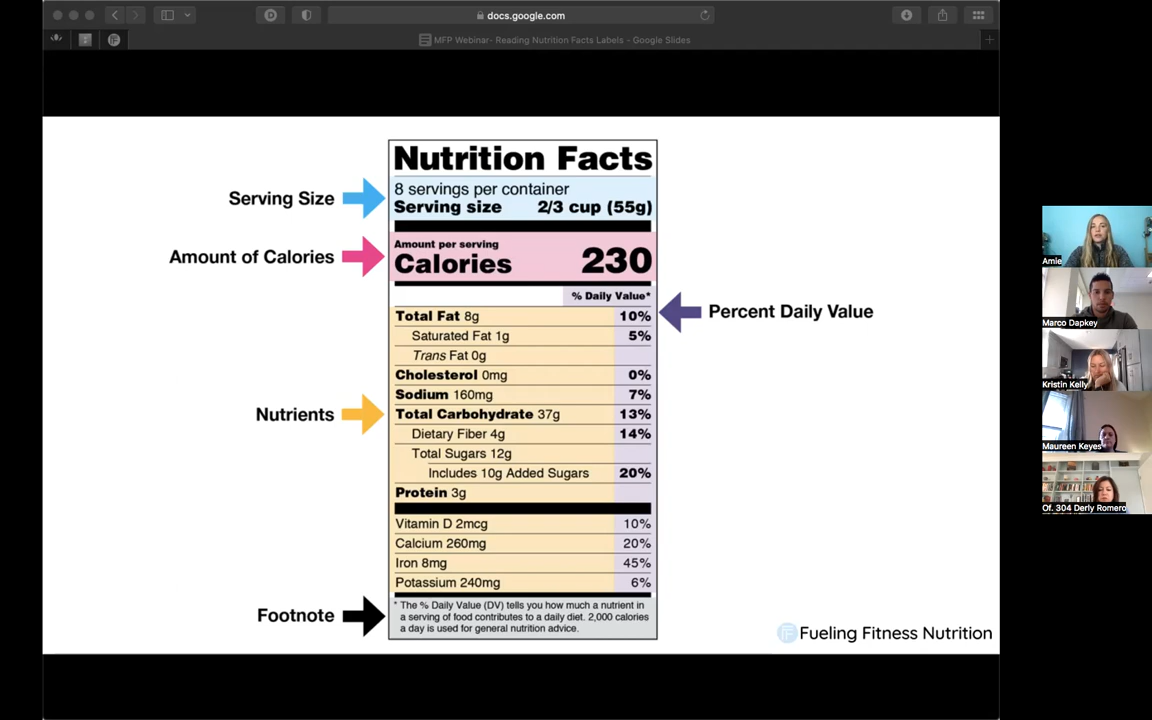 docs.google.com
MFP Webinar- Reading Nutrition Facts Labels - Google Slides
Nutrition Facts
8 servings per container
Serving size 2/3 cup (55g)
Amount per serving
Calories 230
% Daily Value*
Total Fat 8g 10%
Saturated Fat 1g 5%
Trans Fat 0g
Cholesterol 0mg 0%
Sodium 160mg 7%
Total Carbohydrate 37g 13%
Dietary Fiber 4g 14%
Total Sugars 12g
Includes 10g Added Sugars 20%
Protein 3g
Vitamin D 2mcg 10%
Calcium 260mg 20%
Iron 8mg 45%
Potassium 240mg 6%
* The % Daily Value (DV) tells you how much a nutrient in
a serving of food contributes to a daily diet. 2,000 calories
a day is used for general nutrition advice.
Serving Size
Amount of Calories
Nutrients
Footnote
Percent Daily Value
Fueling Fitness Nutrition
Amie
Marco Dapkey
Kristin Kelly
Maureen Keyes
Of. 304 Derly Romero